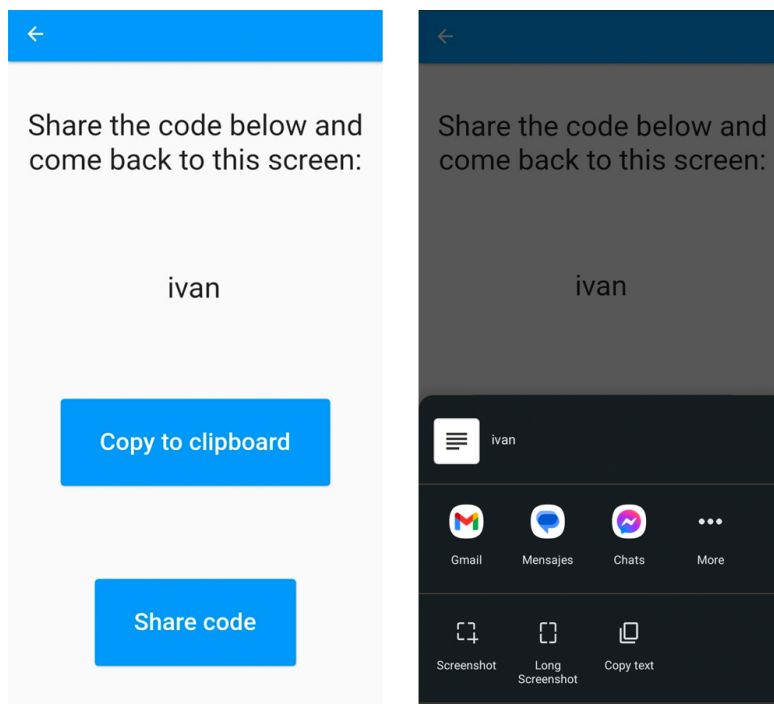 Share the code below and
come back to this screen:
ivan
Copy to clipboard
Share code
Share the code below and
come back to this screen:
ivan
ivan
Gmail
Mensajes
Chats
More
Screenshot
Long
Screenshot
Copy text